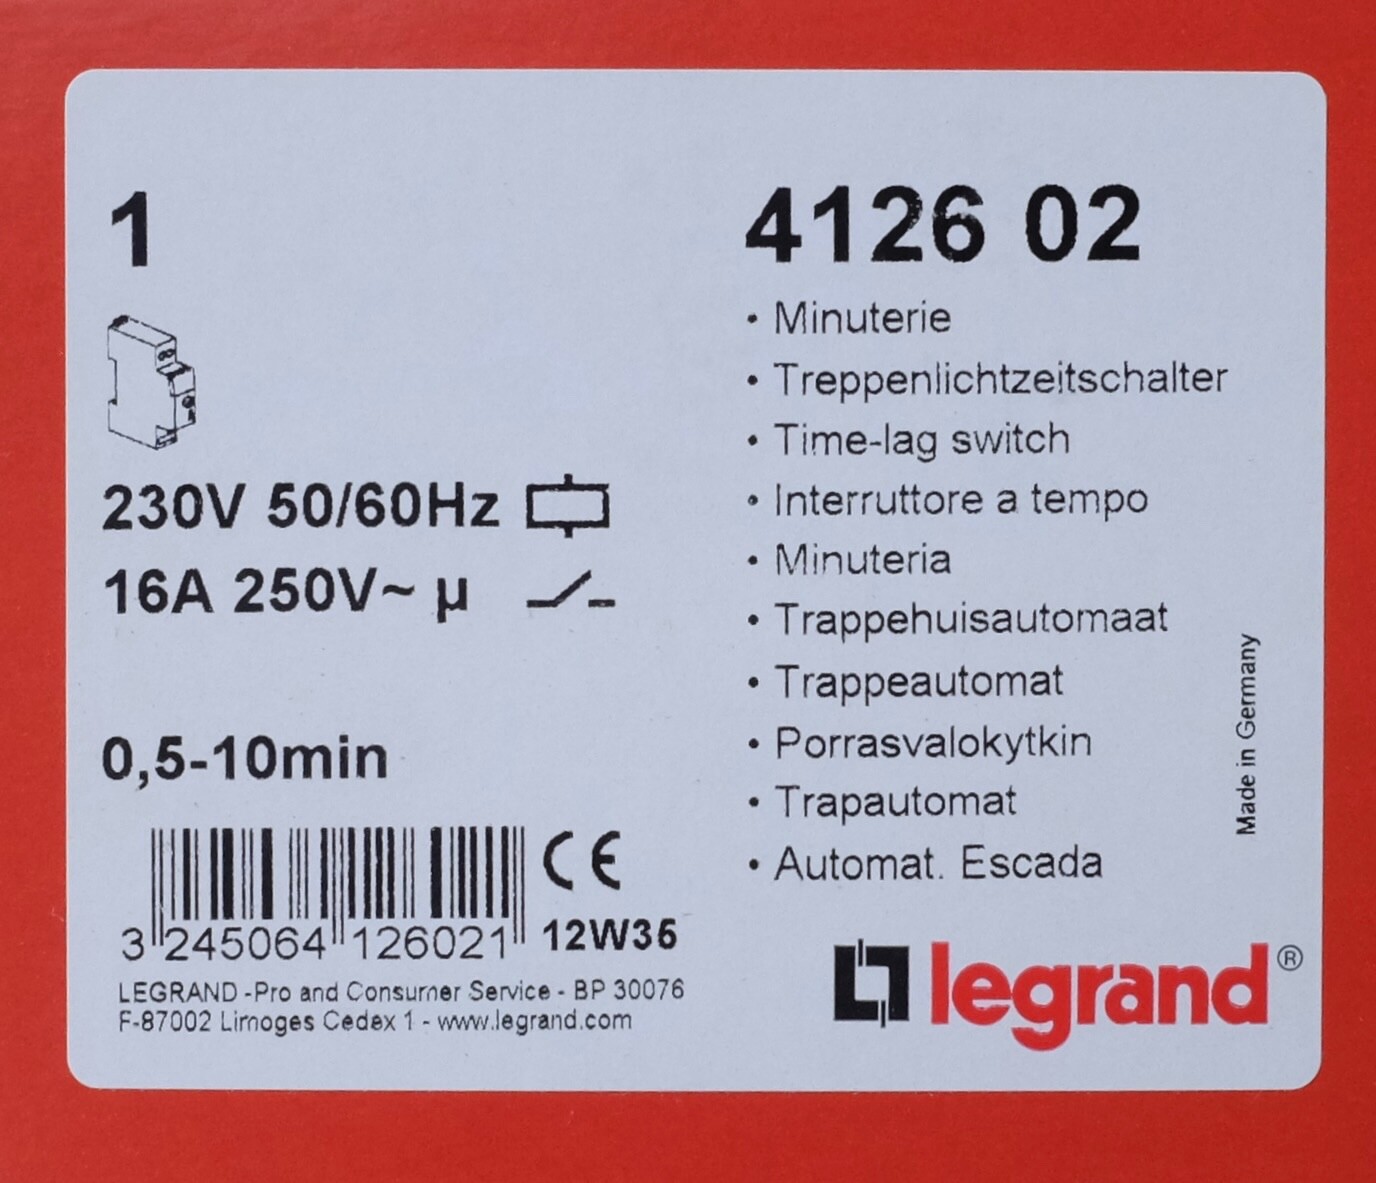 1
4126 02
• Minuterie
• Treppenlichtzeitschalter
• Time-lag switch
• Interruttore a tempo
• Minuteria
• Trappehuisautomaat
• Trappeautomat
• Porrasvalokytkin
• Trapautomat
• Automat. Escada
230V 50/60Hz
16A 250V~ µ
0,5-10min
3 245064 126021
CE
12W35
LEGRAND -Pro and Consumer Service - BP 30076
F-87002 Limoges Cedex 1 - www.legrand.com
Made in Germany
legrand®